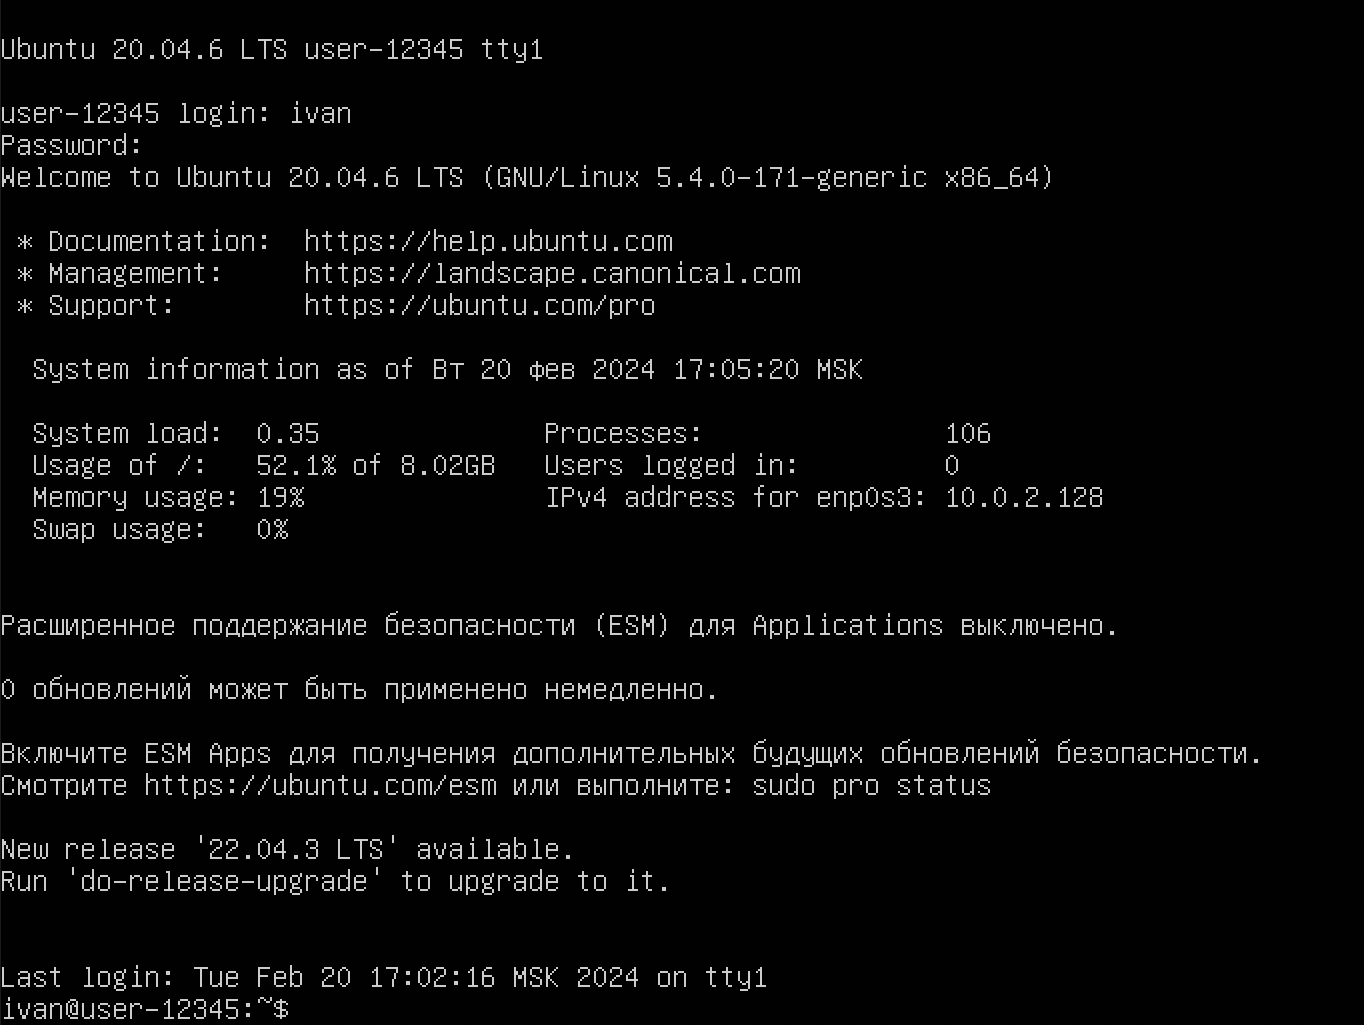 Ubuntu 20.04.6 LTS user-12345 tty1
user-12345 login: ivan
Password:
Welcome to Ubuntu 20.04.6 LTS (GNU/Linux 5.4.0-171-generic x86_64)
* Documentation:  https://help.ubuntu.com
* Management:     https://landscape.canonical.com
* Support:        https://ubuntu.com/pro
System information as of Вт 20 фев 2024 17:05:20 MSK
System load:  0.35              Processes:               106
Usage of /:   52.1% of 8.02GB   Users logged in:         0
Memory usage: 19%               IPv4 address for enp0s3: 10.0.2.128
Swap usage:   0%
Расширенное поддержание безопасности (ESM) для Applications выключено.
0 обновлений может быть применено немедленно.
Включите ESM Apps для получения дополнительных будущих обновлений безопасности.
Смотрите https://ubuntu.com/esm или выполните: sudo pro status
New release '22.04.3 LTS' available.
Run 'do-release-upgrade' to upgrade to it.
Last login: Tue Feb 20 17:02:16 MSK 2024 on tty1
ivan@user-12345:~$